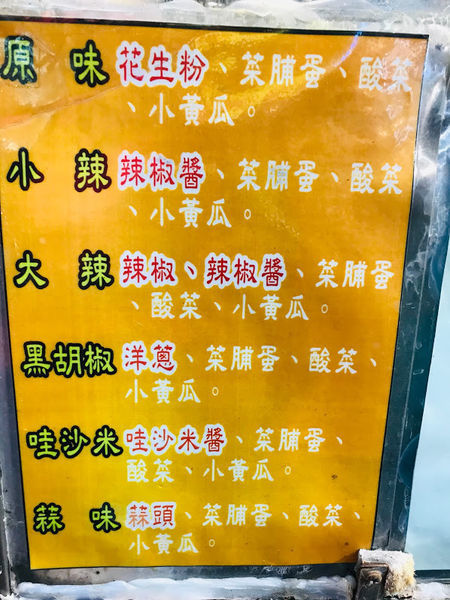 原味 花生粉、菜脯蛋、酸菜
、小黃瓜。
小辣 辣椒醬、菜脯蛋、酸菜
、小黃瓜。
大辣 辣椒、辣椒醬、菜脯蛋
、酸菜、小黃瓜。
黑胡椒 洋蔥、菜脯蛋、酸菜、
小黃瓜。
哇沙米 哇沙米醬、菜脯蛋、
酸菜、小黃瓜。
蒜味 蒜頭、菜脯蛋、酸菜、
小黃瓜。